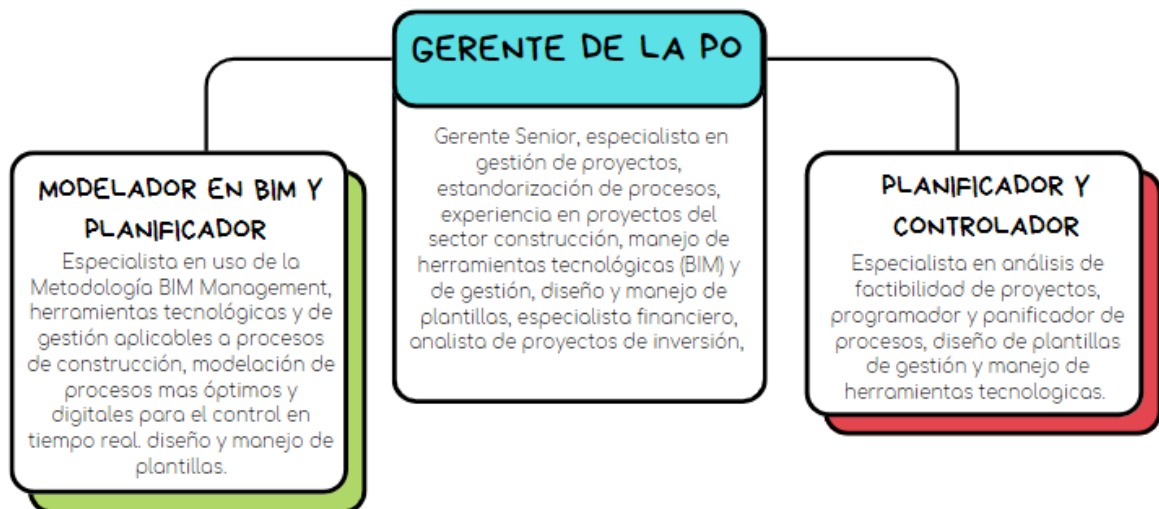 GERENTE DE LA PO
Gerente Senior, especialista en
gestión de proyectos,
estandarización de procesos,
experiencia en proyectos del
sector construcción, manejo de
herramientas tecnológicas (BIM) y
de gestión, diseño y manejo de
plantillas, especialista financiero,
analista de proyectos de inversión,
MODELADOR EN BIM Y
PLANIFICADOR
Especialista en uso de la
Metodología BIM Management,
herramientas tecnológicas y de
gestión aplicables a procesos
de construcción, modelación de
procesos mas óptimos y
digitales para el control en
tiempo real. diseño y manejo de
plantillas.
PLANIFICADOR Y
CONTROLADOR
Especialista en análisis de
factibilidad de proyectos,
programador y panificador de
procesos, diseño de plantillas
de gestión y manejo de
herramientas tecnologicas.